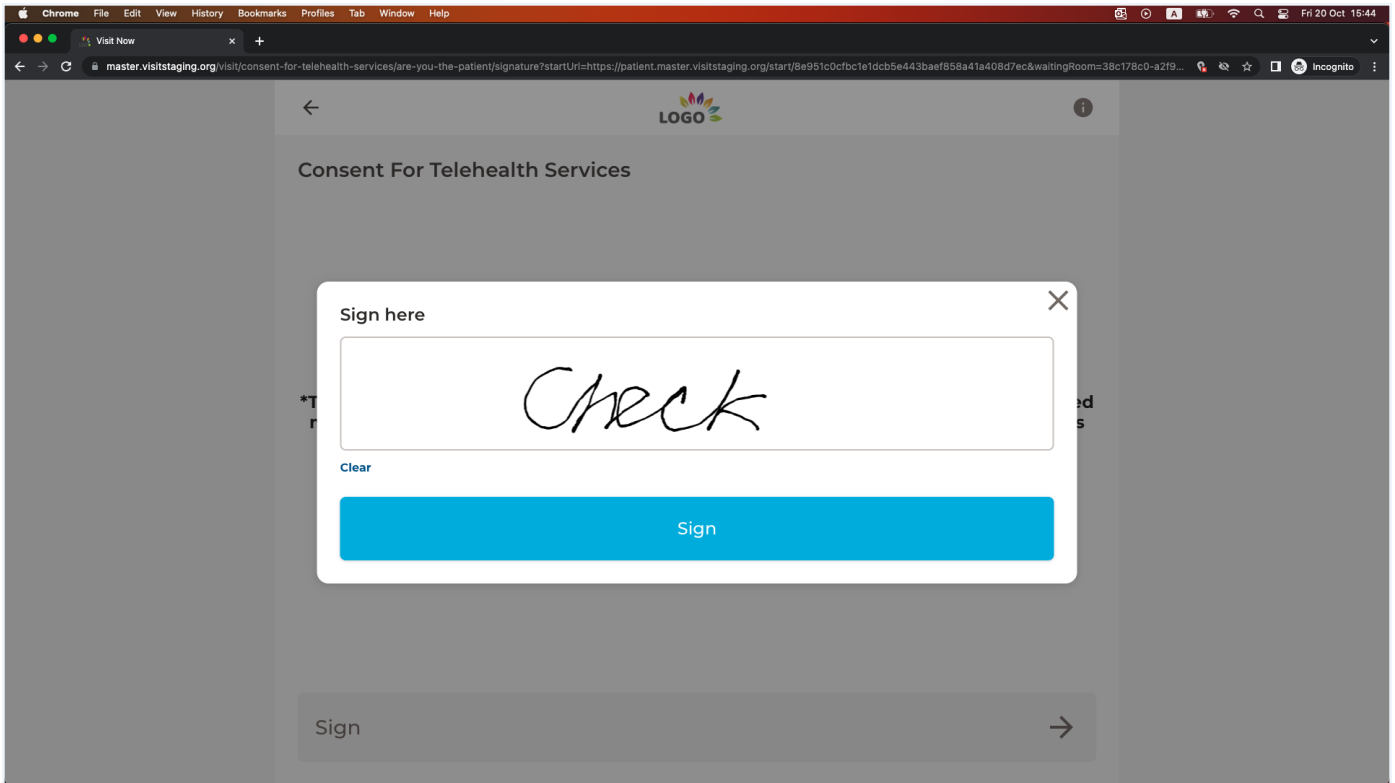 Chrome File Edit View History Bookmarks Profiles Tab Window Help A Fri 20 Oct 15:44
Visit Now
master.visitstaging.org/visit/consent-for-telehealth-services/are-you-the-patient/signature?startUrl=https://patient.master.visitstaging.org/start/8e951c0cfbc1e1dcb5e443baef858a41a408d7ec&waitingRoom=38c178c0-a2f9... Incognito
LOGO
Consent For Telehealth Services
Sign here
Check
*T ed
r s
Clear
Sign
Sign